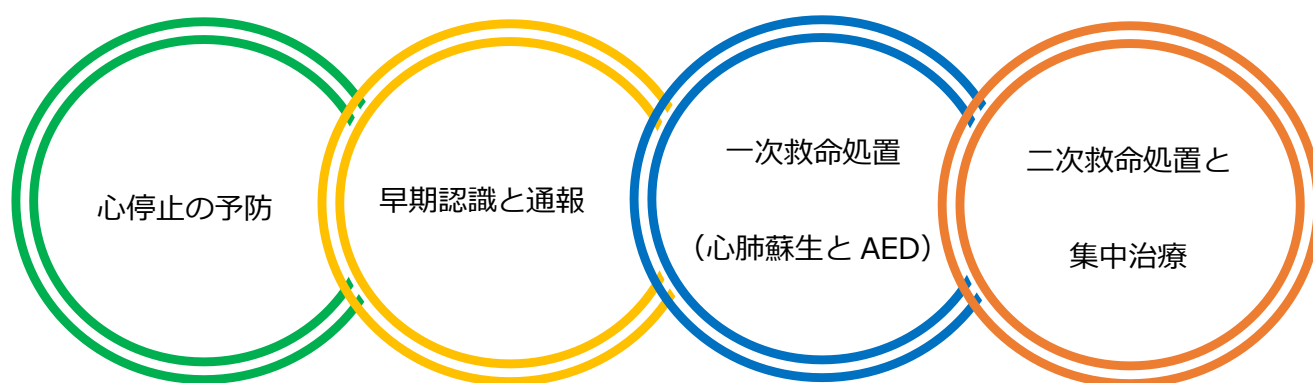 心停止の予防
早期認識と通報
一次救命処置
（心肺蘇生と AED）
二次救命処置と
集中治療